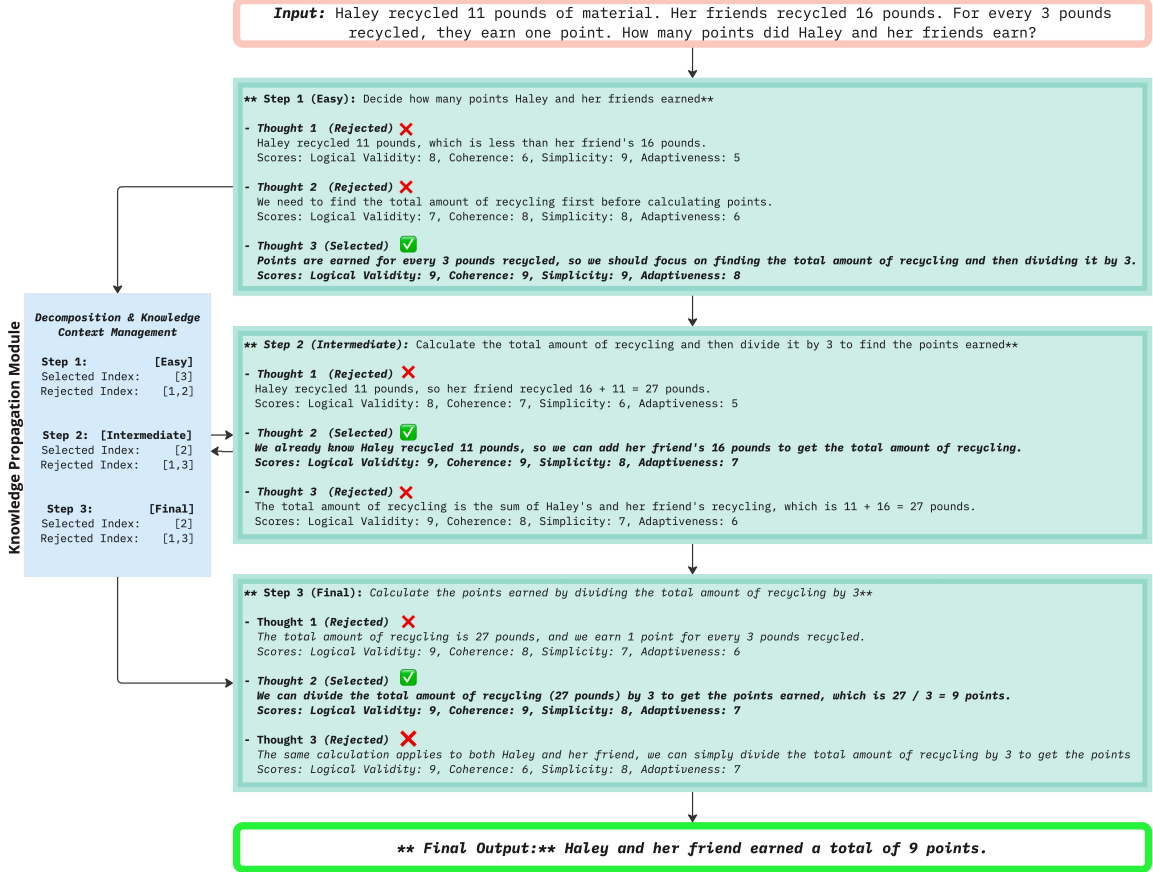 Input: Haley recycled 11 pounds of material. Her friends recycled 16 pounds. For every 3 pounds
recycled, they earn one point. How many points did Haley and her friends earn?
** Step 1 (Easy): Decide how many points Haley and her friends earned**
- Thought 1 (Rejected)
Haley recycled 11 pounds, which is less than her friend's 16 pounds.
Scores: Logical Validity: 8, Coherence: 6, Simplicity: 9, Adaptiveness: 5
- Thought 2 (Rejected)
We need to find the total amount of recycling first before calculating points.
Scores: Logical Validity: 7, Coherence: 8, Simplicity: 8, Adaptiveness: 6
- Thought 3 (Selected)
Points are earned for every 3 pounds recycled, so we should focus on finding the total amount of recycling and then dividing it by 3.
Scores: Logical Validity: 9, Coherence: 9, Simplicity: 9, Adaptiveness: 8
Knowledge Propagation Module
Decomposition & Knowledge
Context Management
Step 1: [Easy]
Selected Index: [3]
Rejected Index: [1,2]
Step 2: [Intermediate]
Selected Index: [2]
Rejected Index: [1,3]
Step 3: [Final]
Selected Index: [2]
Rejected Index: [1,3]
** Step 2 (Intermediate): Calculate the total amount of recycling and then divide it by 3 to find the points earned**
- Thought 1 (Rejected)
Haley recycled 11 pounds, so her friend recycled 16 + 11 = 27 pounds.
Scores: Logical Validity: 8, Coherence: 7, Simplicity: 6, Adaptiveness: 5
- Thought 2 (Selected)
We already know Haley recycled 11 pounds, so we can add her friend's 16 pounds to get the total amount of recycling.
Scores: Logical Validity: 9, Coherence: 9, Simplicity: 8, Adaptiveness: 7
- Thought 3 (Rejected)
The total amount of recycling is the sum of Haley's and her friend's recycling, which is 11 + 16 = 27 pounds.
Scores: Logical Validity: 9, Coherence: 8, Simplicity: 7, Adaptiveness: 6
** Step 3 (Final): Calculate the points earned by dividing the total amount of recycling by 3**
- Thought 1 (Rejected)
The total amount of recycling is 27 pounds, and we earn 1 point for every 3 pounds recycled.
Scores: Logical Validity: 9, Coherence: 8, Simplicity: 7, Adaptiveness: 6
- Thought 2 (Selected)
We can divide the total amount of recycling (27 pounds) by 3 to get the points earned, which is 27 / 3 = 9 points.
Scores: Logical Validity: 9, Coherence: 9, Simplicity: 8, Adaptiveness: 7
- Thought 3 (Rejected)
The same calculation applies to both Haley and her friend, we can simply divide the total amount of recycling by 3 to get the points
Scores: Logical Validity: 9, Coherence: 6, Simplicity: 8, Adaptiveness: 7
** Final Output:** Haley and her friend earned a total of 9 points.